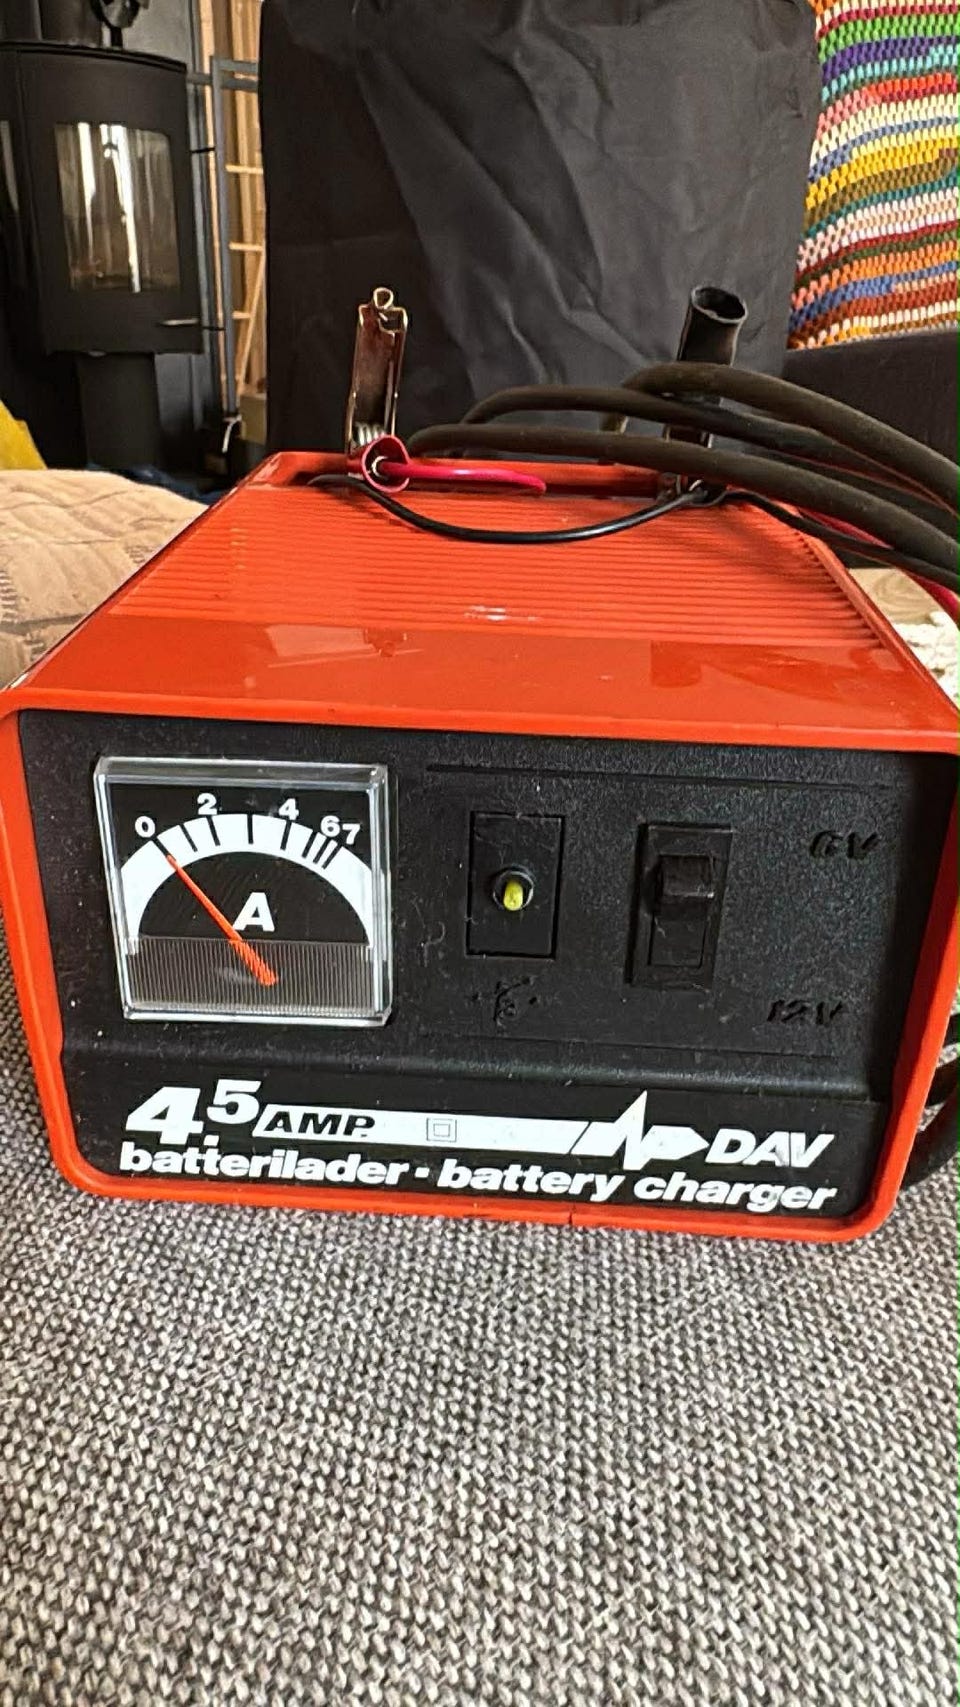 0 2 4 6 7
A
6V
12V
4.5 AMP. DAV
batterilader - battery charger